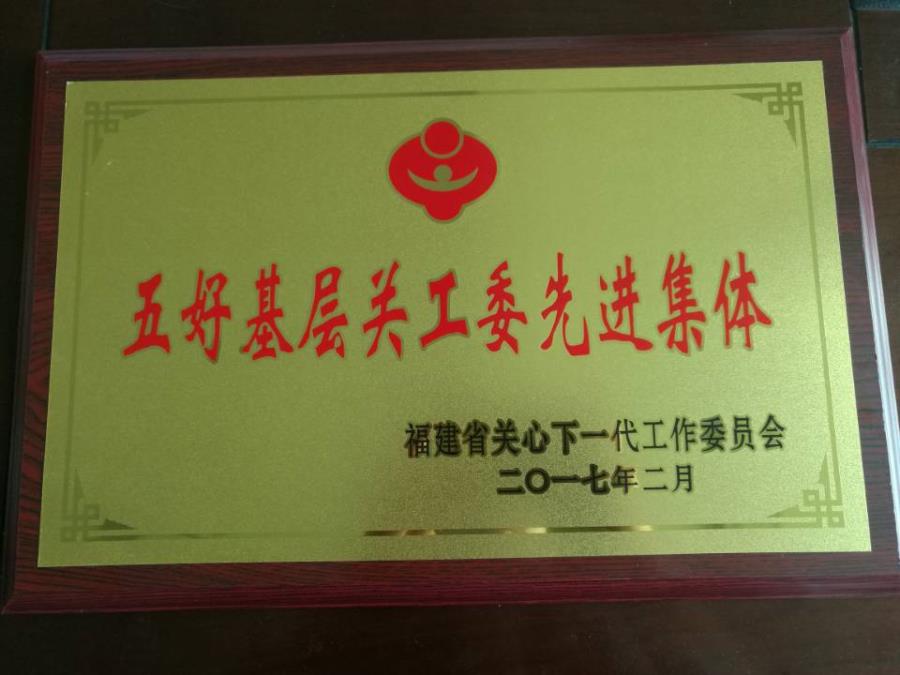 五好基层关工委先进集体
福建省关心下一代工作委员会
二〇一七年二月